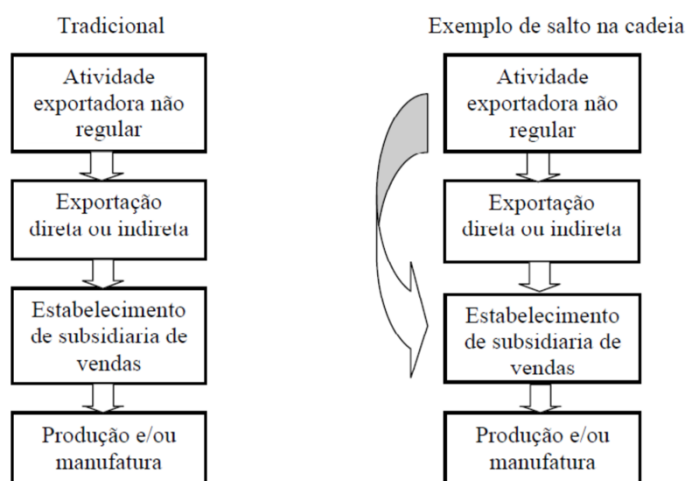 Tradicional
Atividade
exportadora não
regular
Exportação
direta ou indireta
Estabelecimento
de subsidiaria de
vendas
Produção e/ou
manufatura
Exemplo de salto na cadeia
Atividade
exportadora não
regular
Exportação
direta ou indireta
Estabelecimento
de subsidiaria de
vendas
Produção e/ou
manufatura